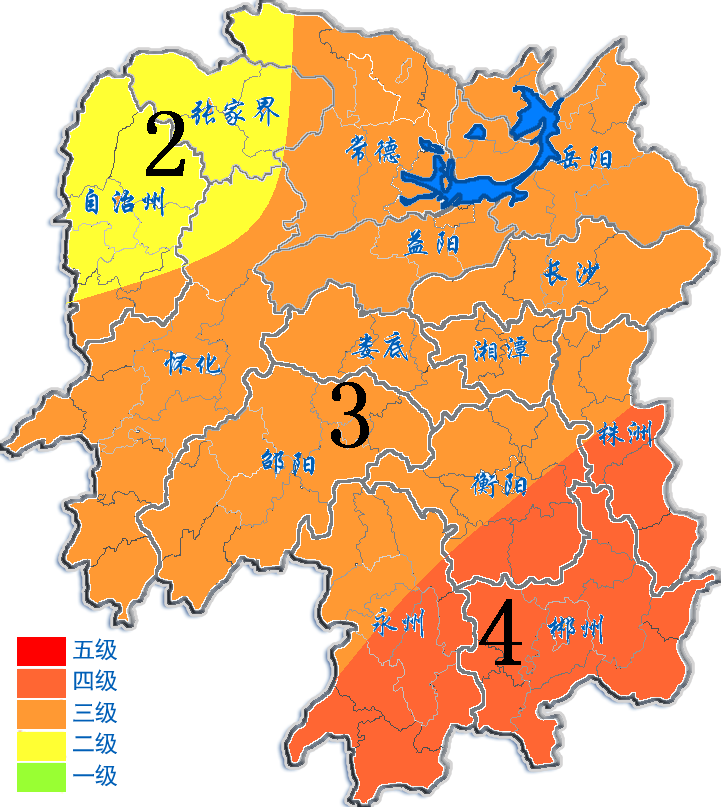 张家界
2
常德
岳阳
自治州
益阳
长沙
娄底
湘潭
怀化
3
株洲
邵阳
衡阳
永州
4
郴州
五级
四级
三级
二级
一级